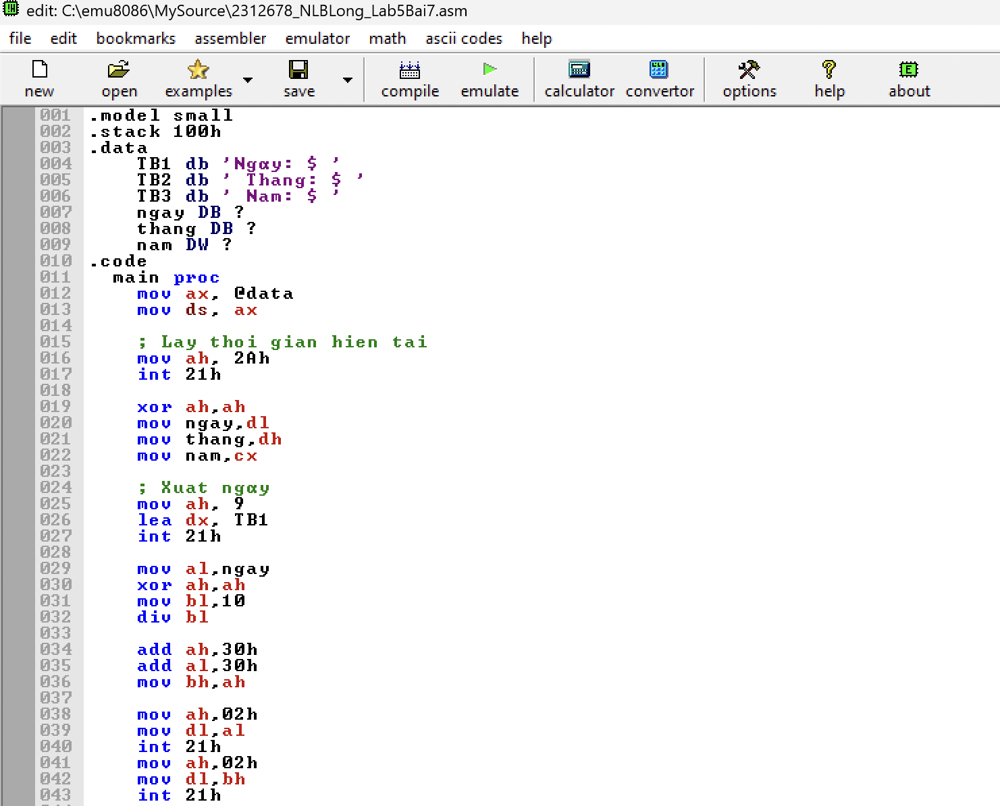 edit: C:\emu8086\MySource\2312678_NLBLong_Lab5Bai7.asm
file edit bookmarks assembler emulator math ascii codes help
new open examples save compile emulate calculator convertor options help about
001 .model small
002 .stack 100h
003 .data
004 TB1 db 'Ngαy: $ '
005 TB2 db ' Thang: $ '
006 TB3 db ' Nam: $ '
007 ngay DB ?
008 thang DB ?
009 nam DW ?
010 .code
011 main proc
012 mov ax, @data
013 mov ds, ax
014
015 ; Lay thoi gian hien tai
016 mov ah, 2Ah
017 int 21h
018
019 xor ah,ah
020 mov ngay,dl
021 mov thang,dh
022 mov nam,cx
023
024 ; Xuat ngαy
025 mov ah, 9
026 lea dx, TB1
027 int 21h
028
029 mov al,ngay
030 xor ah,ah
031 mov bl,10
032 div bl
033
034 add ah,30h
035 add al,30h
036 mov bh,ah
037
038 mov ah,02h
039 mov dl,al
040 int 21h
041 mov ah,02h
042 mov dl,bh
043 int 21h